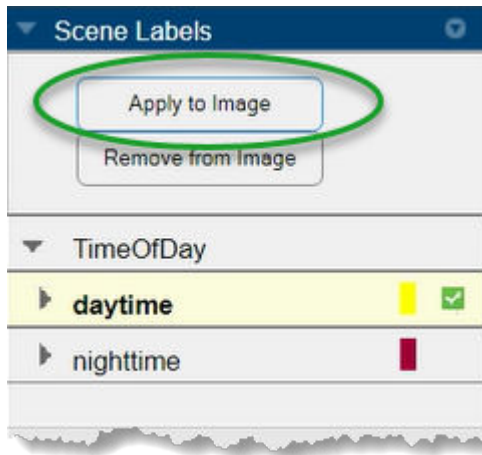 Scene Labels
Apply to Image
Remove from Image
TimeOfDay
daytime
nighttime